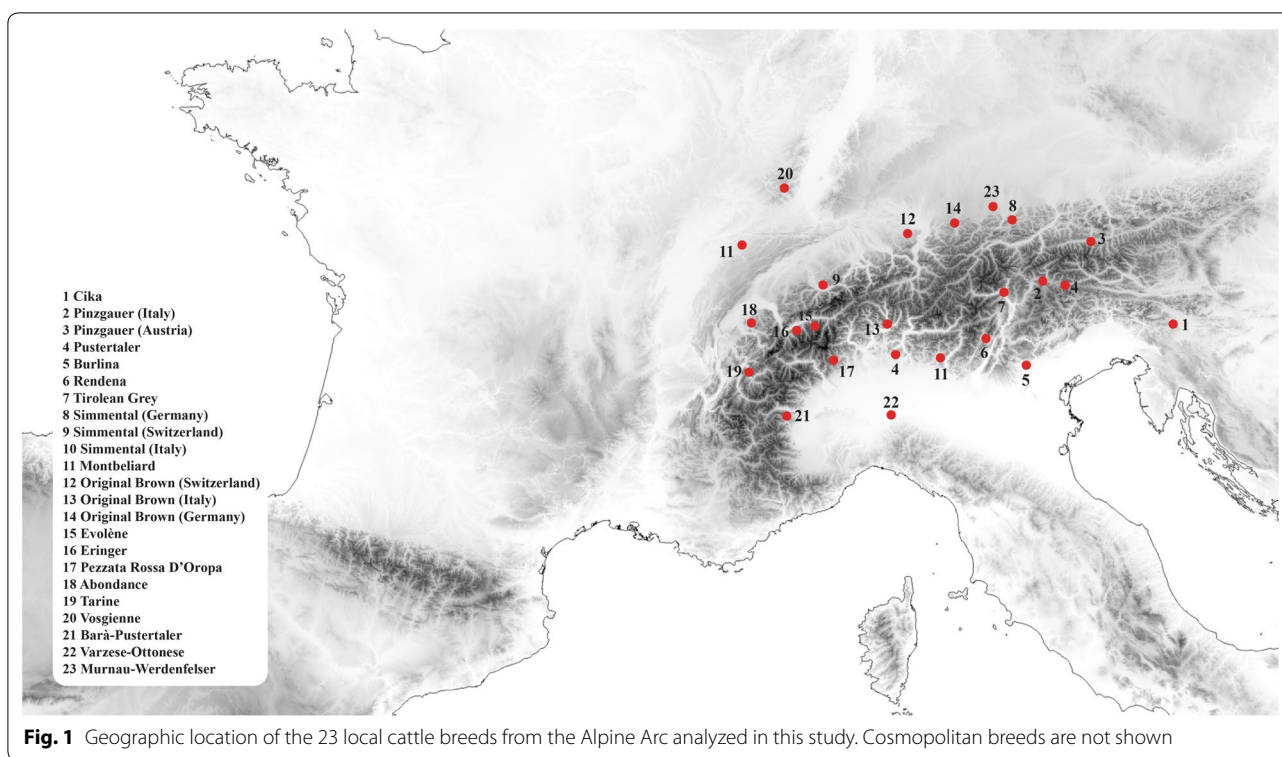 20
23
14
8
12
11
3
9
2
4
7
18
15
16
13
1
6
19
17
4
11
5
21
22
1 Cika
2 Pinzgauer (Italy)
3 Pinzgauer (Austria)
4 Pustertaler
5 Burlina
6 Rendena
7 Tirolean Grey
8 Simmental (Germany)
9 Simmental (Switzerland)
10 Simmental (Italy)
11 Montbeliard
12 Original Brown (Switzerland)
13 Original Brown (Italy)
14 Original Brown (Germany)
15 Evolène
16 Eringer
17 Pezzata Rossa D'Oropa
18 Abondance
19 Tarine
20 Vosgienne
21 Barà-Pustertaler
22 Varzese-Ottonese
23 Murnau-Werdenfelser
Fig. 1 Geographic location of the 23 local cattle breeds from the Alpine Arc analyzed in this study. Cosmopolitan breeds are not shown